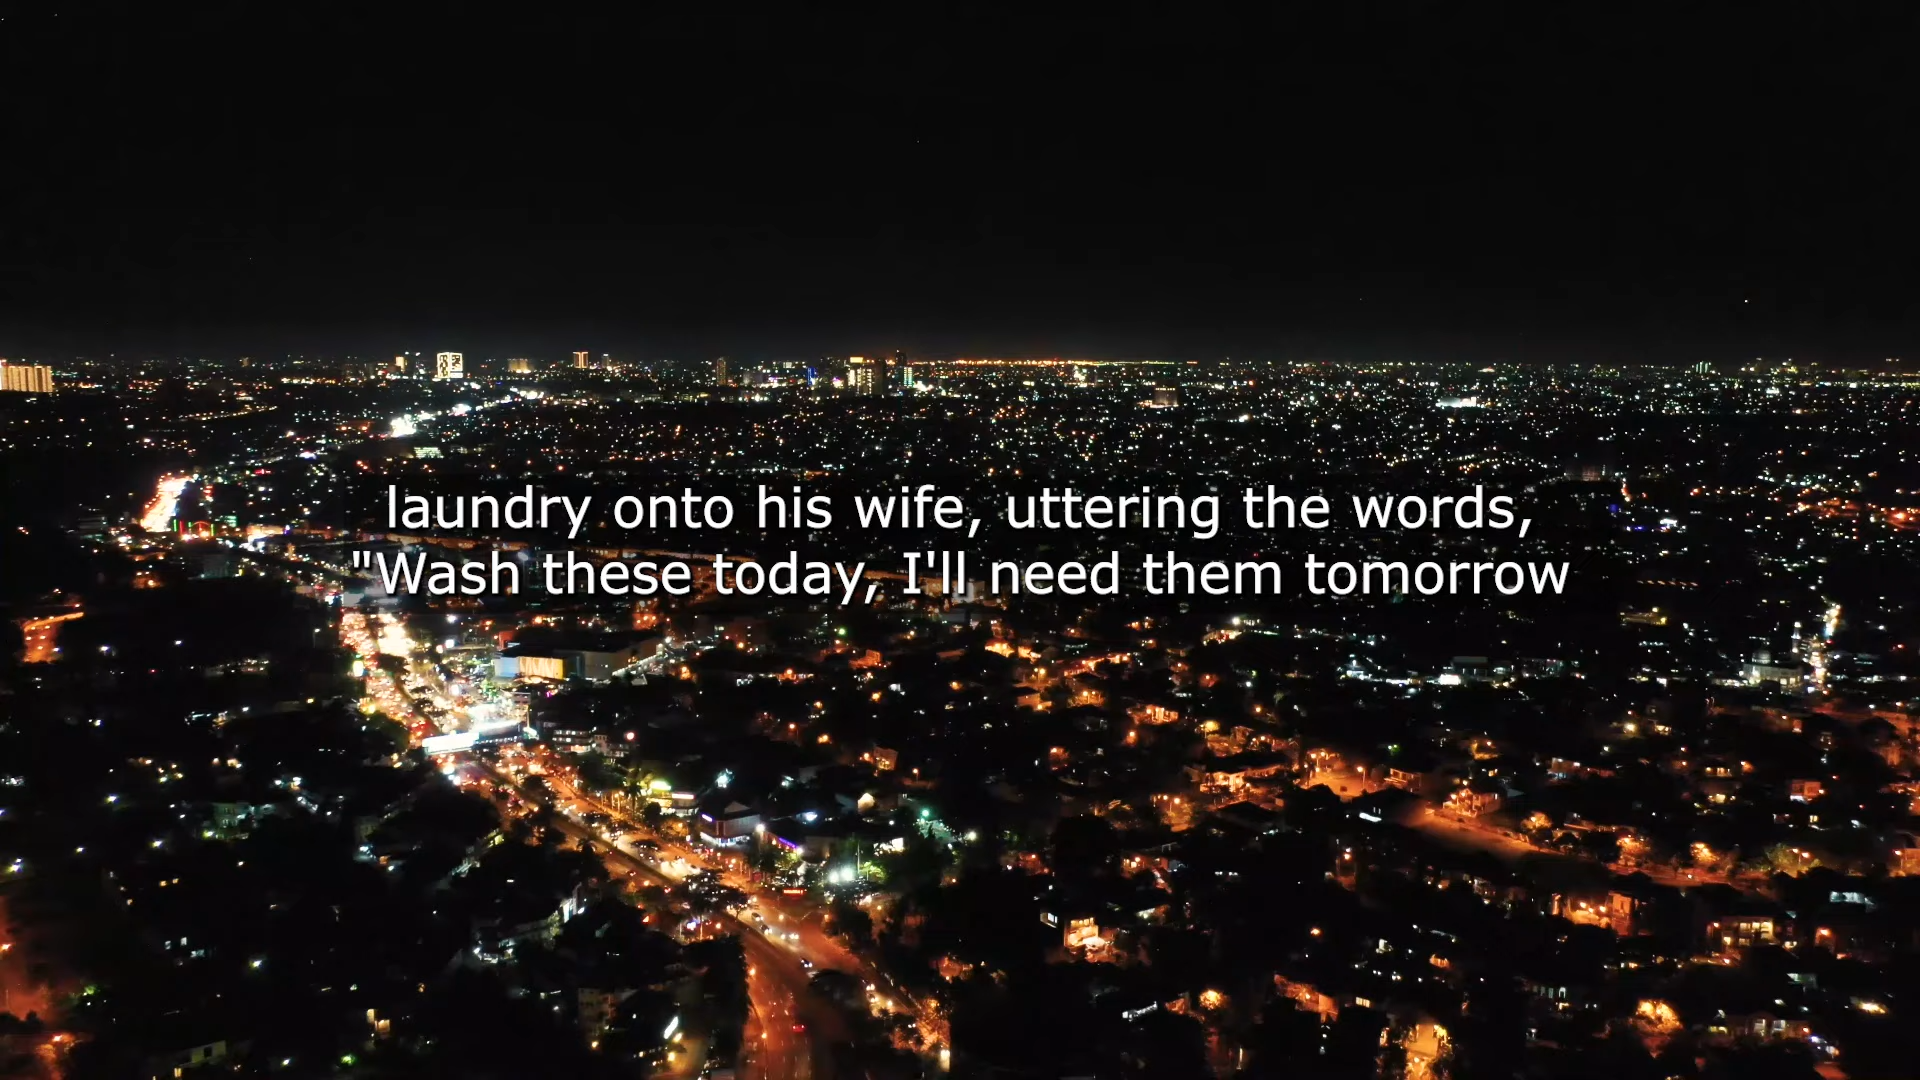 laundry onto his wife, uttering the words,
"Wash these today, I'll need them tomorrow